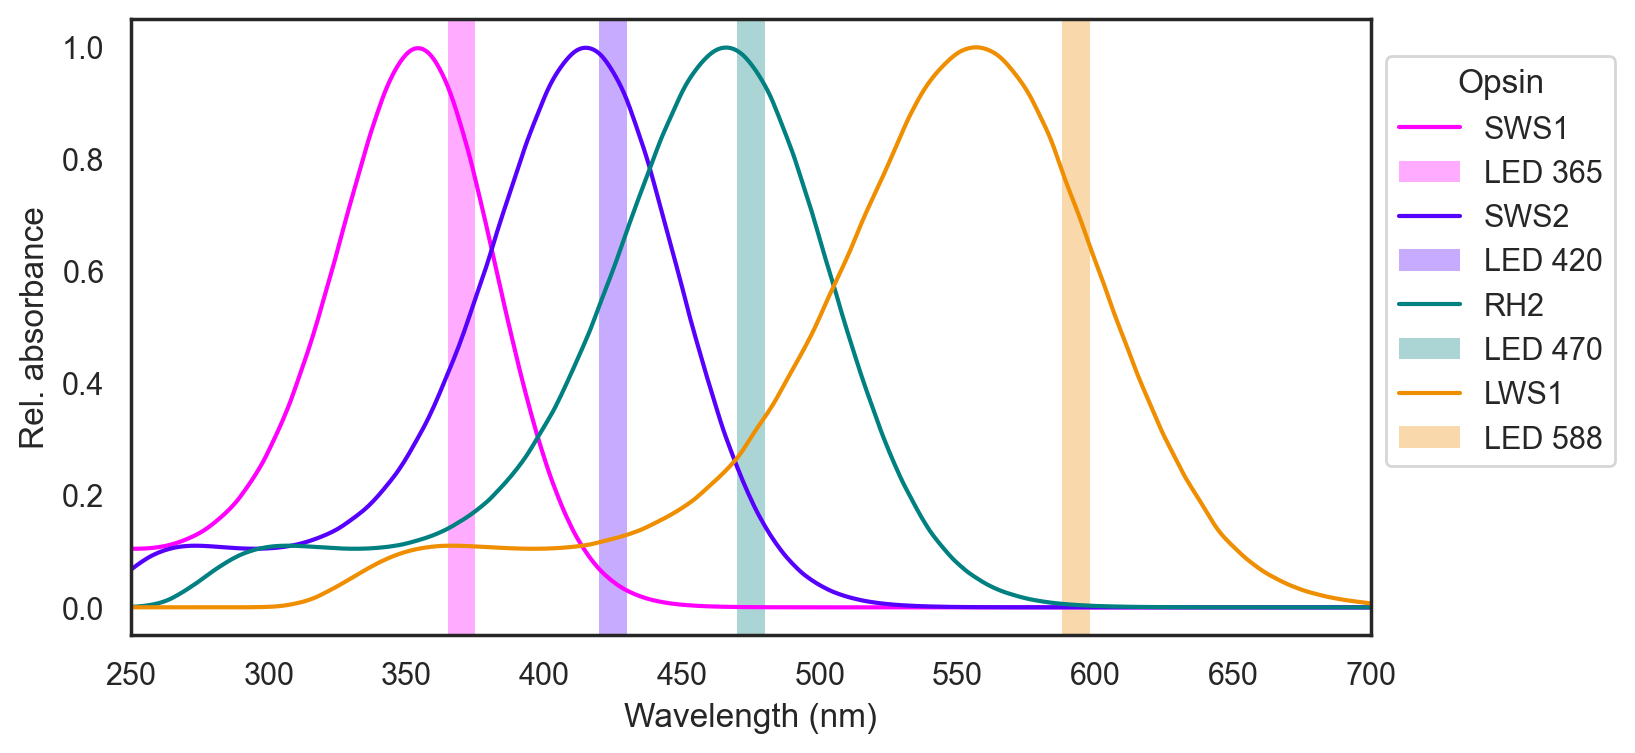 1.0
0.8
0.6
0.4
0.2
0.0
Rel. absorbance
250 300 350 400 450 500 550 600 650 700
Wavelength (nm)
Opsin
SWS1
LED 365
SWS2
LED 420
RH2
LED 470
LWS1
LED 588